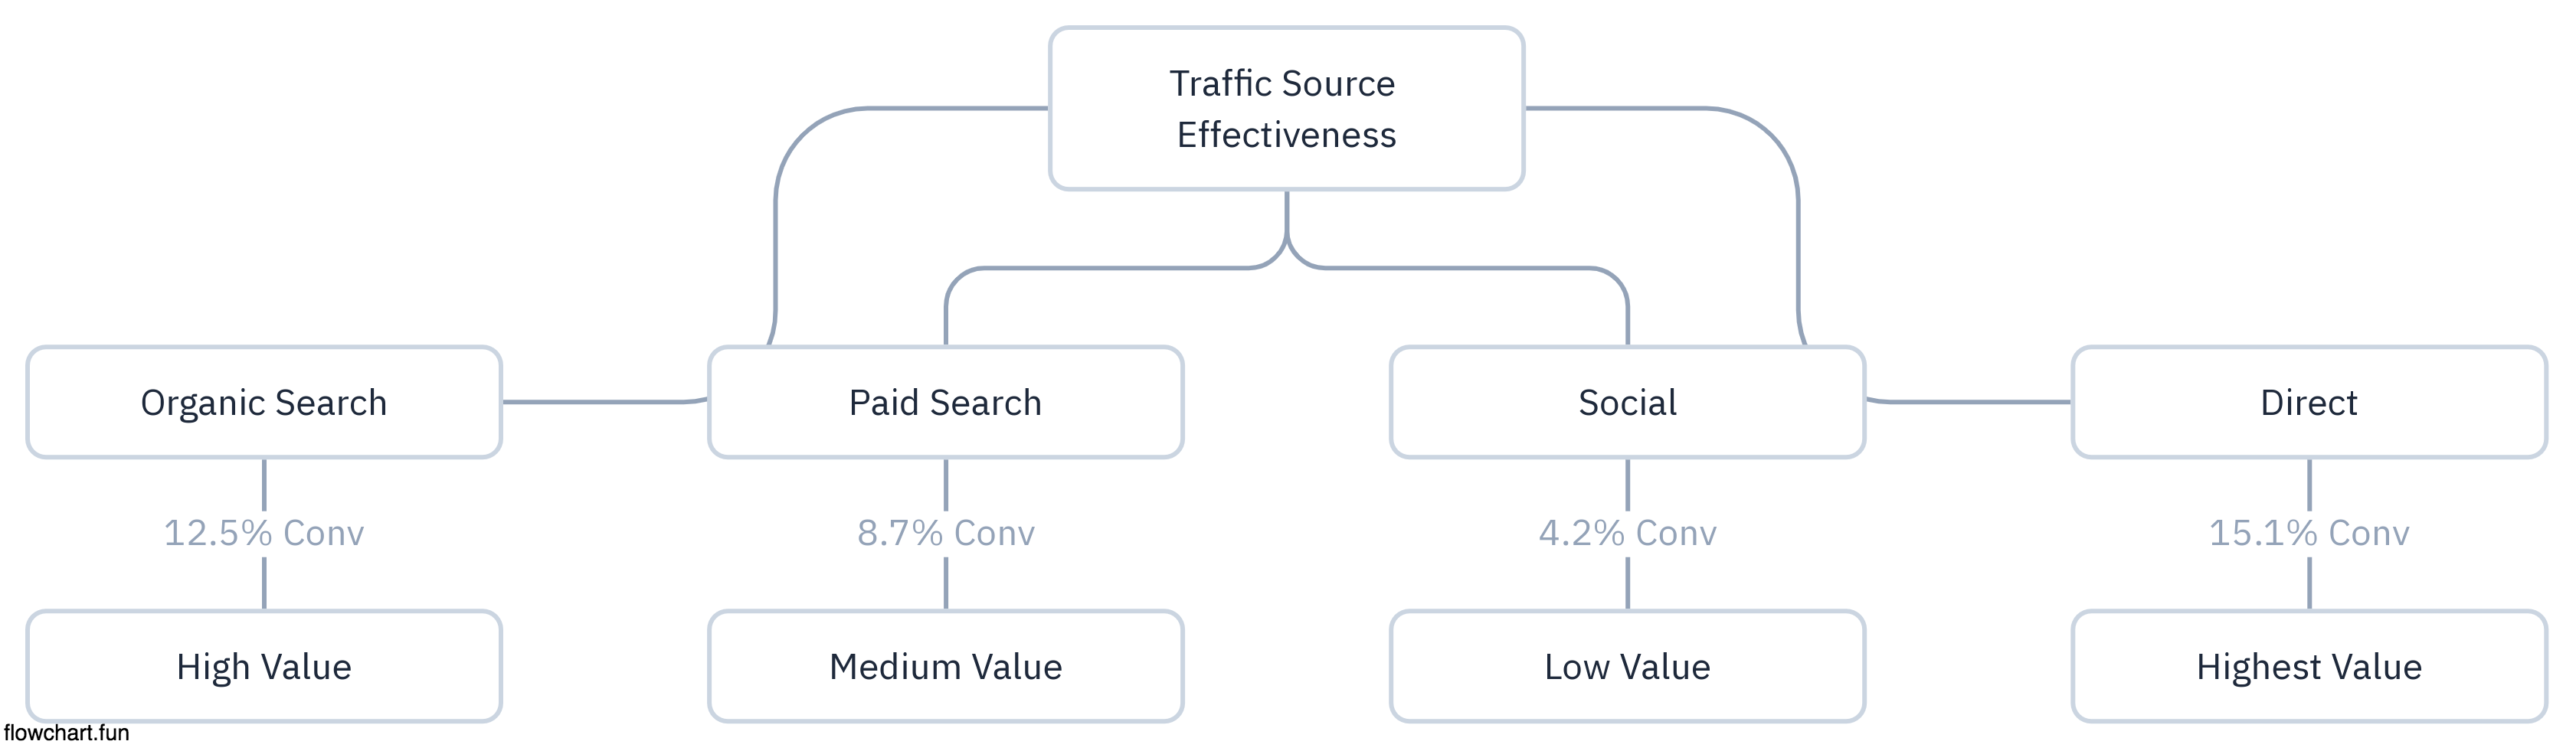 Traffic Source
Effectiveness
Organic Search
Paid Search
Social
Direct
12.5% Conv
8.7% Conv
4.2% Conv
15.1% Conv
High Value
Medium Value
Low Value
Highest Value
flowchart.fun